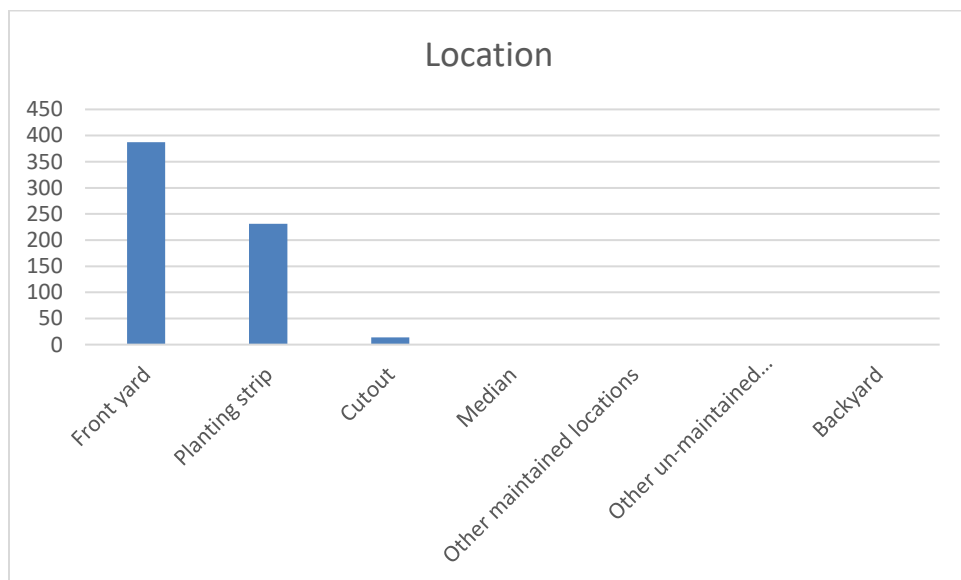 Location
450
400
350
300
250
200
150
100
50
0
Front yard
Planting strip
Cutout
Median
Other maintained locations
Other un-maintained...
Backyard